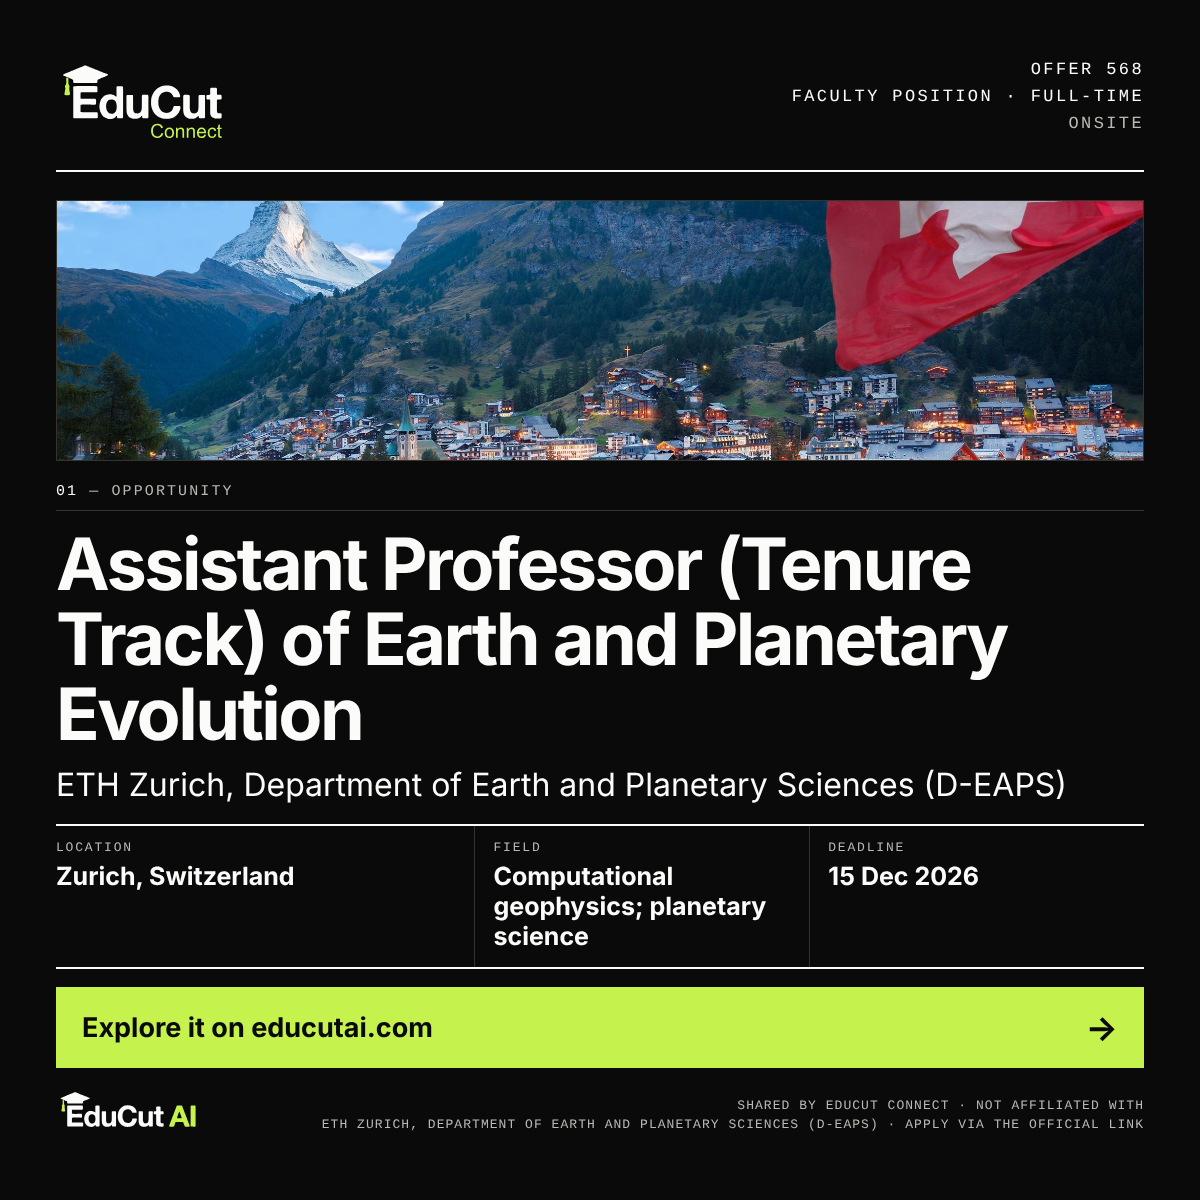 EduCut
Connect
OFFER 568
FACULTY POSITION · FULL-TIME
ONSITE
01 — OPPORTUNITY
Assistant Professor (Tenure
Track) of Earth and Planetary
Evolution
ETH Zurich, Department of Earth and Planetary Sciences (D-EAPS)
LOCATION
Zurich, Switzerland
FIELD
Computational
geophysics; planetary
science
DEADLINE
15 Dec 2026
Explore it on educutai.com →
EduCut AI
SHARED BY EDUCUT CONNECT · NOT AFFILIATED WITH
ETH ZURICH, DEPARTMENT OF EARTH AND PLANETARY SCIENCES (D-EAPS) · APPLY VIA THE OFFICIAL LINK